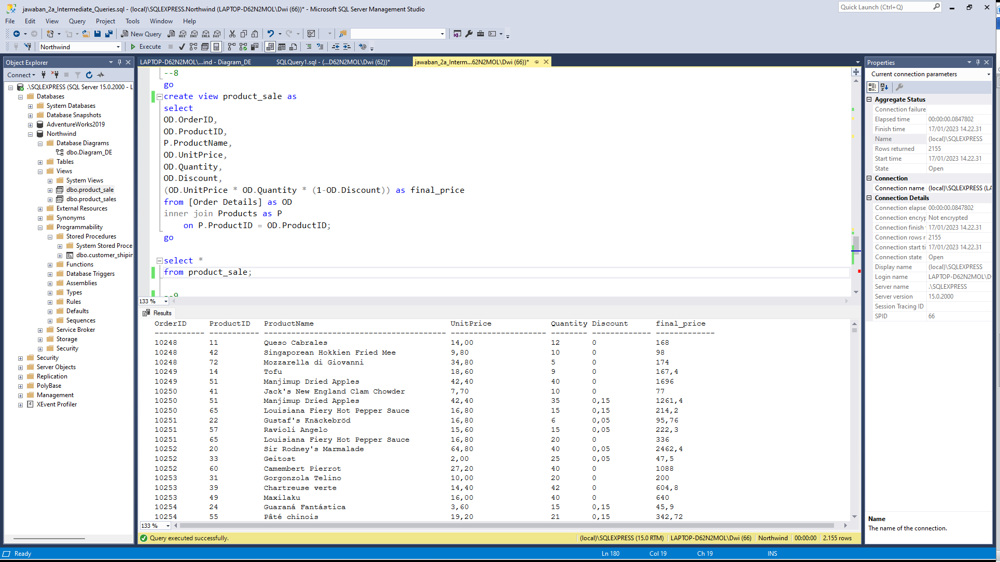 jawaban_2a_Intermediate_Queries.sql - (local)\SQLEXPRESS.Northwind (LAPTOP-D62N2MOL\Dwi (66))* - Microsoft SQL Server Management Studio
Quick Launch (Ctrl+Q)
File Edit View Query Project Tools Window Help
New Query
MDX DMX XMLA DAX
Northwind
Execute
Object Explorer
Connect
.\SQLEXPRESS (SQL Server 15.0.2000 - L
Databases
System Databases
Database Snapshots
AdventureWorks2019
Northwind
Database Diagrams
dbo.Diagram_DE
Tables
Views
System Views
dbo.product_sale
dbo.product_sales
External Resources
Synonyms
Programmability
Stored Procedures
System Stored Proce
dbo.customer_shipin
Functions
Database Triggers
Assemblies
Types
Rules
Defaults
Sequences
Service Broker
Storage
Security
Security
Server Objects
Replication
PolyBase
Management
XEvent Profiler
LAPTOP-D62N2MOL\...ind - Diagram_DE
SQLQuery1.sql - (...D62N2MOL\Dwi (62))*
jawaban_2a_Interm...62N2MOL\Dwi (66))*
--8
go
create view product_sale as
select
OD.OrderID,
OD.ProductID,
P.ProductName,
OD.UnitPrice,
OD.Quantity,
OD.Discount,
(OD.UnitPrice * OD.Quantity * (1-OD.Discount)) as final_price
from [Order Details] as OD
inner join Products as P
on P.ProductID = OD.ProductID;
go
select *
from product_sale;
--9
133 %
Results
OrderID ProductID ProductName UnitPrice Quantity Discount final_price
----------- ----------- ---------------------------------------- --------------------- -------- ------------- -------------
10248 11 Queso Cabrales 14,00 12 0 168
10248 42 Singaporean Hokkien Fried Mee 9,80 10 0 98
10248 72 Mozzarella di Giovanni 34,80 5 0 174
10249 14 Tofu 18,60 9 0 167,4
10249 51 Manjimup Dried Apples 42,40 40 0 1696
10250 41 Jack's New England Clam Chowder 7,70 10 0 77
10250 51 Manjimup Dried Apples 42,40 35 0,15 1261,4
10250 65 Louisiana Fiery Hot Pepper Sauce 16,80 15 0,15 214,2
10251 22 Gustaf's Knäckebröd 16,80 6 0,05 95,76
10251 57 Ravioli Angelo 15,60 15 0,05 222,3
10251 65 Louisiana Fiery Hot Pepper Sauce 16,80 20 0 336
10252 20 Sir Rodney's Marmalade 64,80 40 0,05 2462,4
10252 33 Geitost 2,00 25 0,05 47,5
10252 60 Camembert Pierrot 27,20 40 0 1088
10253 31 Gorgonzola Telino 10,00 20 0 200
10253 39 Chartreuse verte 14,40 42 0 604,8
10253 49 Maxilaku 16,00 40 0 640
10254 24 Guaraná Fantástica 3,60 15 0,15 45,9
10254 55 Pâté chinois 19,20 21 0,15 342,72
133 %
Query executed successfully.
(local)\SQLEXPRESS (15.0 RTM) LAPTOP-D62N2MOL\Dwi (66) Northwind 00:00:00 2.155 rows
Properties
Current connection parameters
Aggregate Status
Connection failure
Elapsed time 00:00:00.0847802
Finish time 17/01/2023 14.22.31
Name (local)\SQLEXPRESS
Rows returned 2155
Start time 17/01/2023 14.22.31
State Open
Connection
Connection name (local)\SQLEXPRESS (LA
Connection Details
Connection elapse 00:00:00.0847802
Connection encryp Not encrypted
Connection finish 17/01/2023 14.22.31
Connection rows r 2155
Connection start ti 17/01/2023 14.22.31
Connection state Open
Display name (local)\SQLEXPRESS
Login name LAPTOP-D62N2MOL\D
Server name .\SQLEXPRESS
Server version 15.0.2000
Session Tracing ID
SPID 66
Name
The name of the connection.
Ready
Ln 180 Col 19 Ch 19 INS